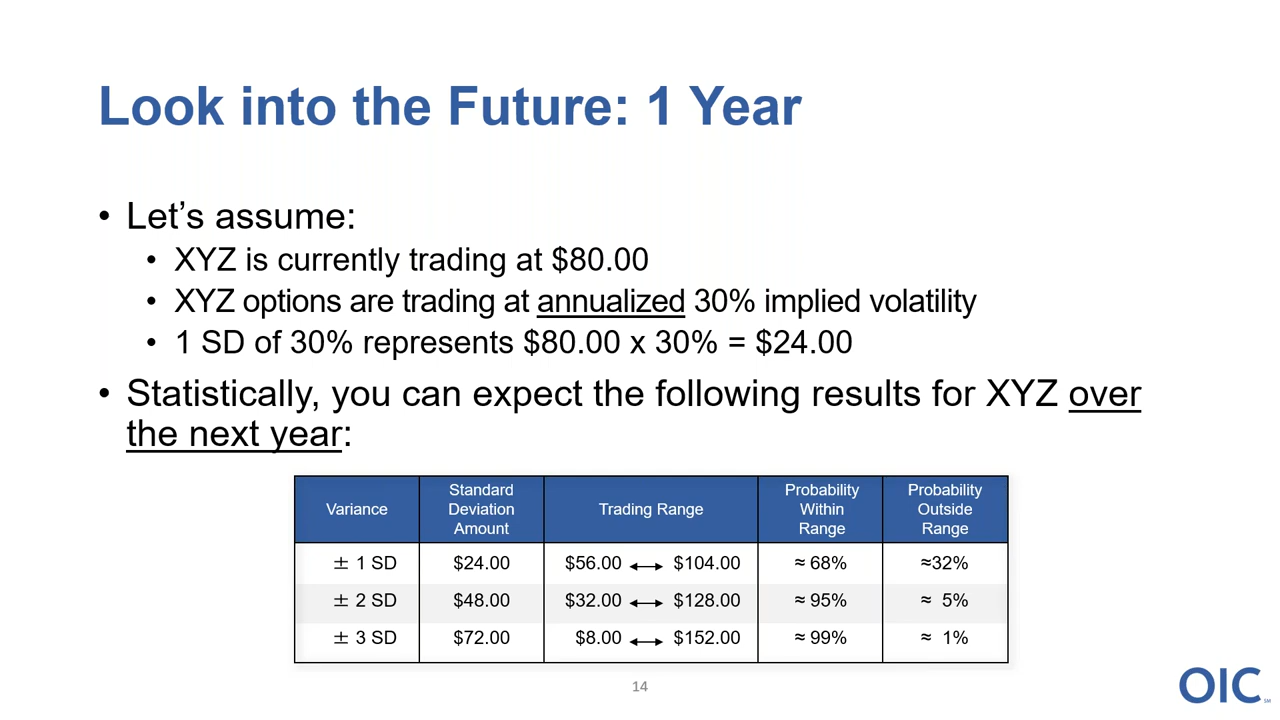 Look into the Future: 1 Year
• Let’s assume:
• XYZ is currently trading at $80.00
• XYZ options are trading at annualized 30% implied volatility
• 1 SD of 30% represents $80.00 x 30% = $24.00
• Statistically, you can expect the following results for XYZ over
the next year:
Variance Standard Deviation Amount Trading Range Probability Within Range Probability Outside Range
± 1 SD $24.00 $56.00 ⟷ $104.00 ≈ 68% ≈32%
± 2 SD $48.00 $32.00 ⟷ $128.00 ≈ 95% ≈ 5%
± 3 SD $72.00 $8.00 ⟷ $152.00 ≈ 99% ≈ 1%
14
OIC℠